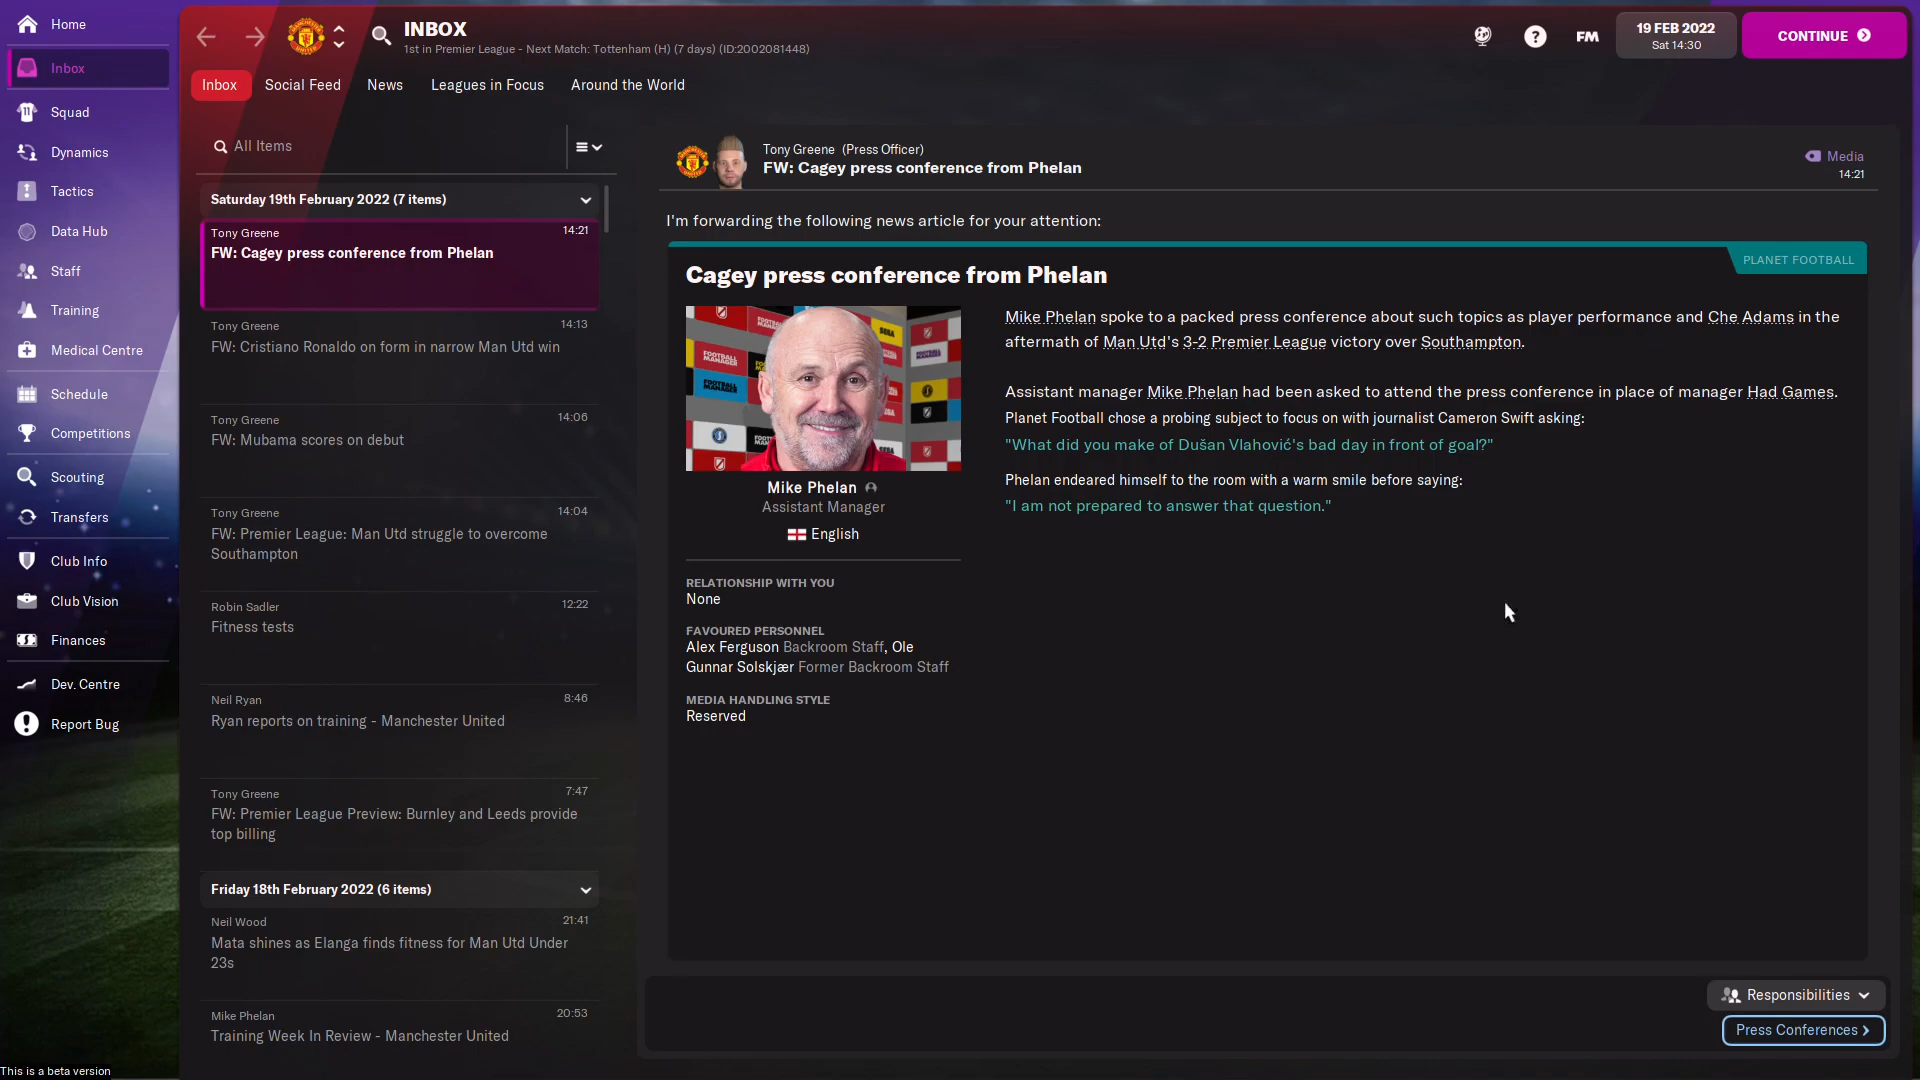 Home
Inbox
Squad
Dynamics
Tactics
Data Hub
Staff
Training
Medical Centre
Schedule
Competitions
Scouting
Transfers
Club Info
Club Vision
Finances
Dev. Centre
Report Bug
This is a beta version
INBOX
1st in Premier League - Next Match: Tottenham (H) (7 days) (ID:2002081448)
FM
19 FEB 2022
Sat 14:30
CONTINUE
Inbox Social Feed News Leagues in Focus Around the World
All Items
Saturday 19th February 2022 (7 items)
Tony Greene 14:21
FW: Cagey press conference from Phelan
Tony Greene 14:13
FW: Cristiano Ronaldo on form in narrow Man Utd win
Tony Greene 14:06
FW: Mubama scores on debut
Tony Greene 14:04
FW: Premier League: Man Utd struggle to overcome
Southampton
Robin Sadler 12:22
Fitness tests
Neil Ryan 8:46
Ryan reports on training - Manchester United
Tony Greene 7:47
FW: Premier League Preview: Burnley and Leeds provide
top billing
Friday 18th February 2022 (6 items)
Neil Wood 21:41
Mata shines as Elanga finds fitness for Man Utd Under
23s
Mike Phelan 20:53
Training Week In Review - Manchester United
Tony Greene (Press Officer)
FW: Cagey press conference from Phelan
Media
14:21
I'm forwarding the following news article for your attention:
PLANET FOOTBALL
Cagey press conference from Phelan
Mike Phelan
Assistant Manager
English
RELATIONSHIP WITH YOU
None
FAVOURED PERSONNEL
Alex Ferguson Backroom Staff, Ole
Gunnar Solskjær Former Backroom Staff
MEDIA HANDLING STYLE
Reserved
Mike Phelan spoke to a packed press conference about such topics as player performance and Che Adams in the
aftermath of Man Utd's 3-2 Premier League victory over Southampton.
Assistant manager Mike Phelan had been asked to attend the press conference in place of manager Had Games.
Planet Football chose a probing subject to focus on with journalist Cameron Swift asking:
"What did you make of Dušan Vlahović's bad day in front of goal?"
Phelan endeared himself to the room with a warm smile before saying:
"I am not prepared to answer that question."
Responsibilities
Press Conferences